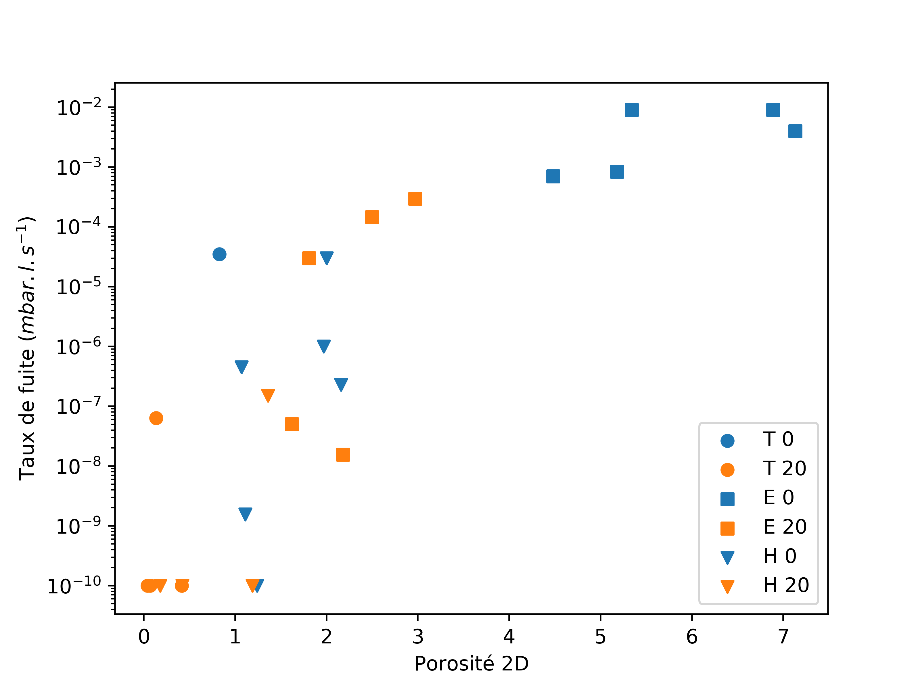 10⁻²
10⁻³
10⁻⁴
10⁻⁵
10⁻⁶
10⁻⁷
10⁻⁸
10⁻⁹
10⁻¹⁰
Taux de fuite (mbar.l.s⁻¹)
T 0
T 20
E 0
E 20
H 0
H 20
0 1 2 3 4 5 6 7
Porosité 2D